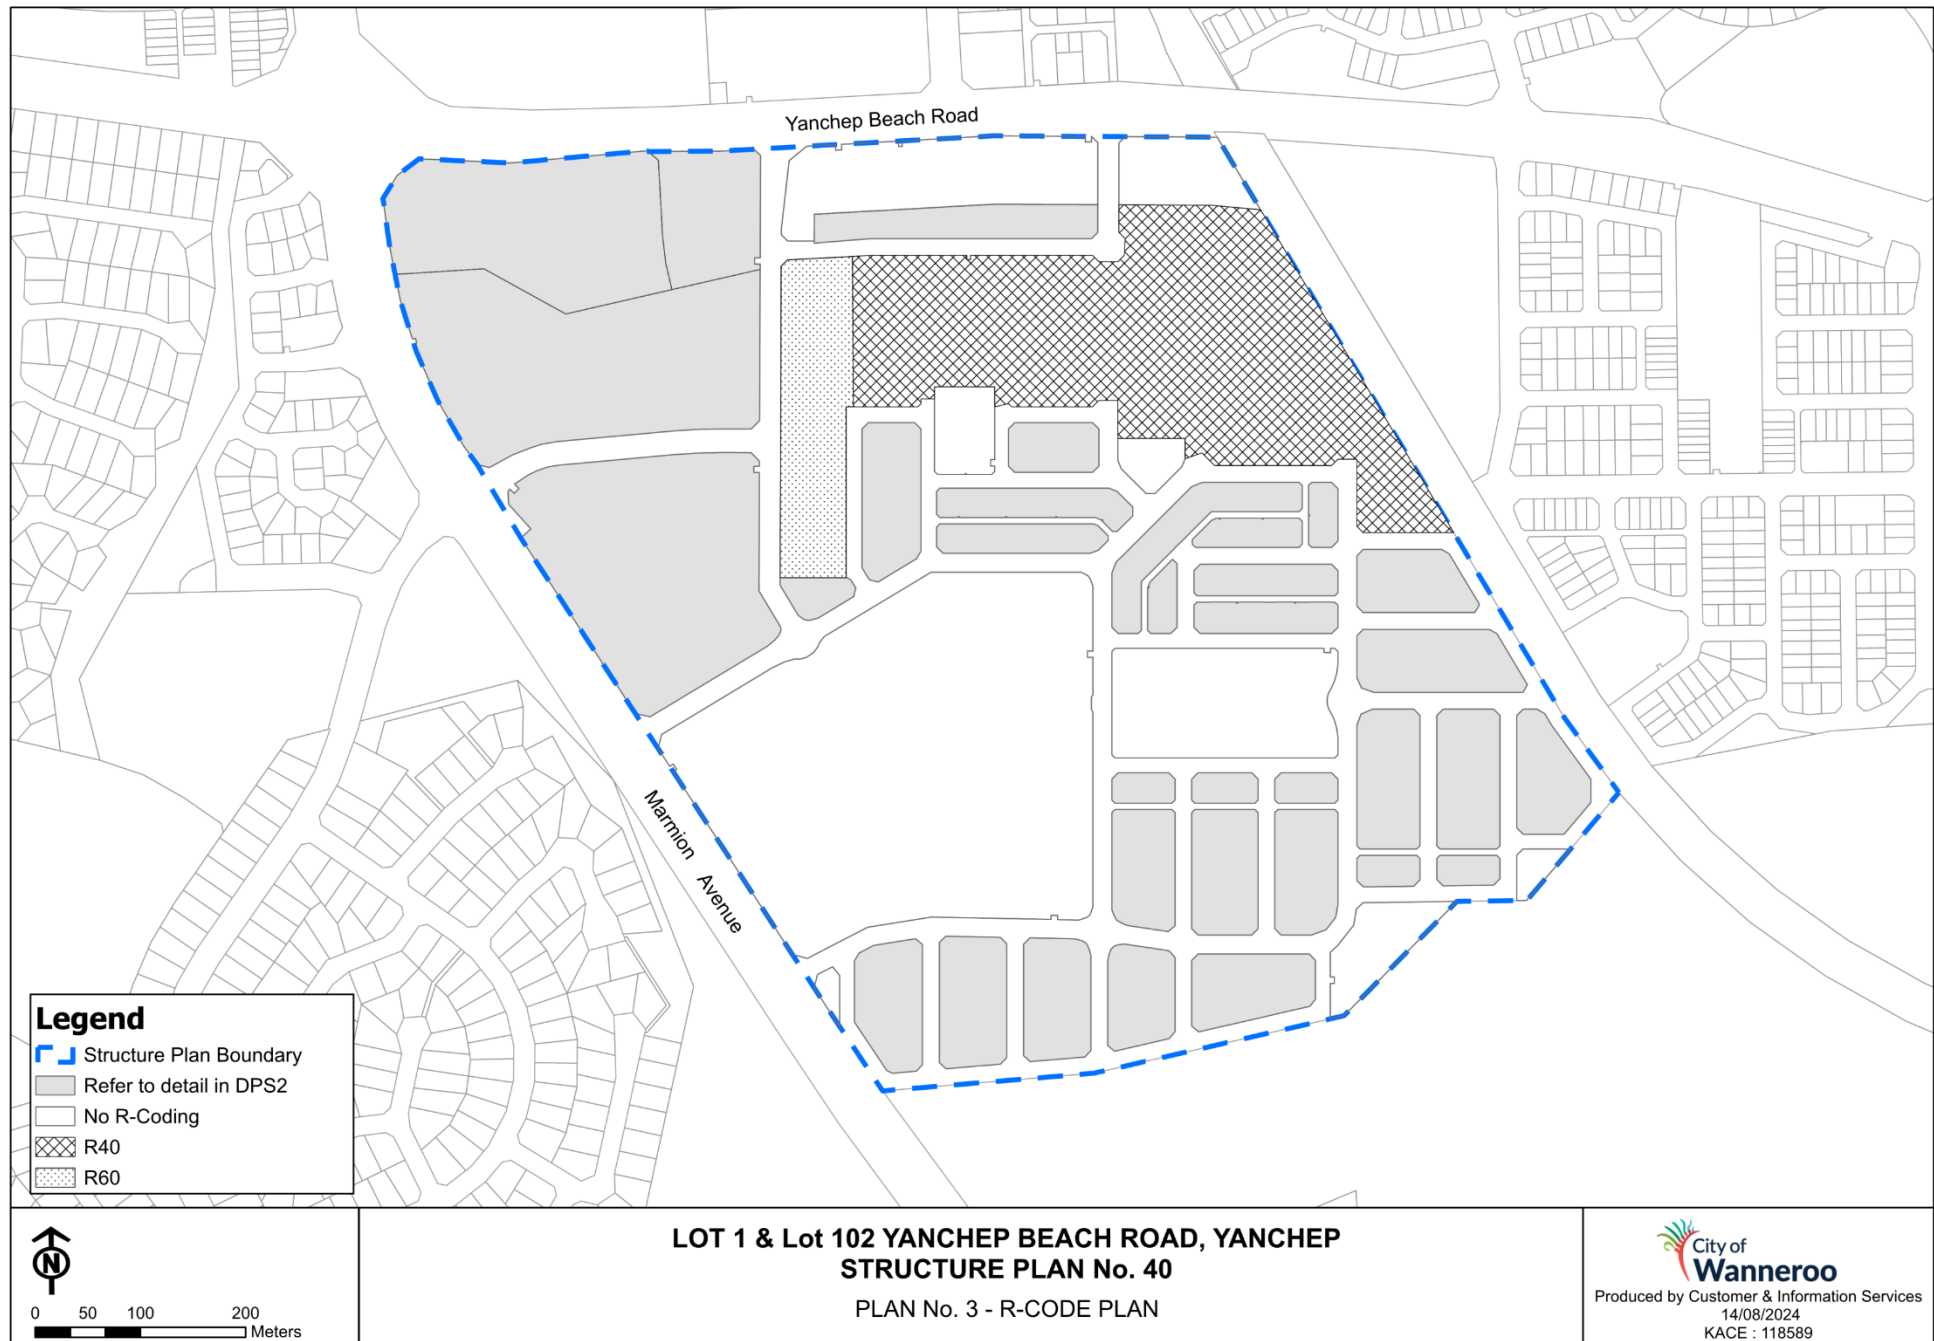 Yanchep Beach Road
Marmion Avenue
Legend
Structure Plan Boundary
Refer to detail in DPS2
No R-Coding
R40
R60
N
0 50 100 200
Meters
LOT 1 & Lot 102 YANCHEP BEACH ROAD, YANCHEP
STRUCTURE PLAN No. 40
PLAN No. 3 - R-CODE PLAN
City of
Wanneroo
Produced by Customer & Information Services
14/08/2024
KACE : 118589